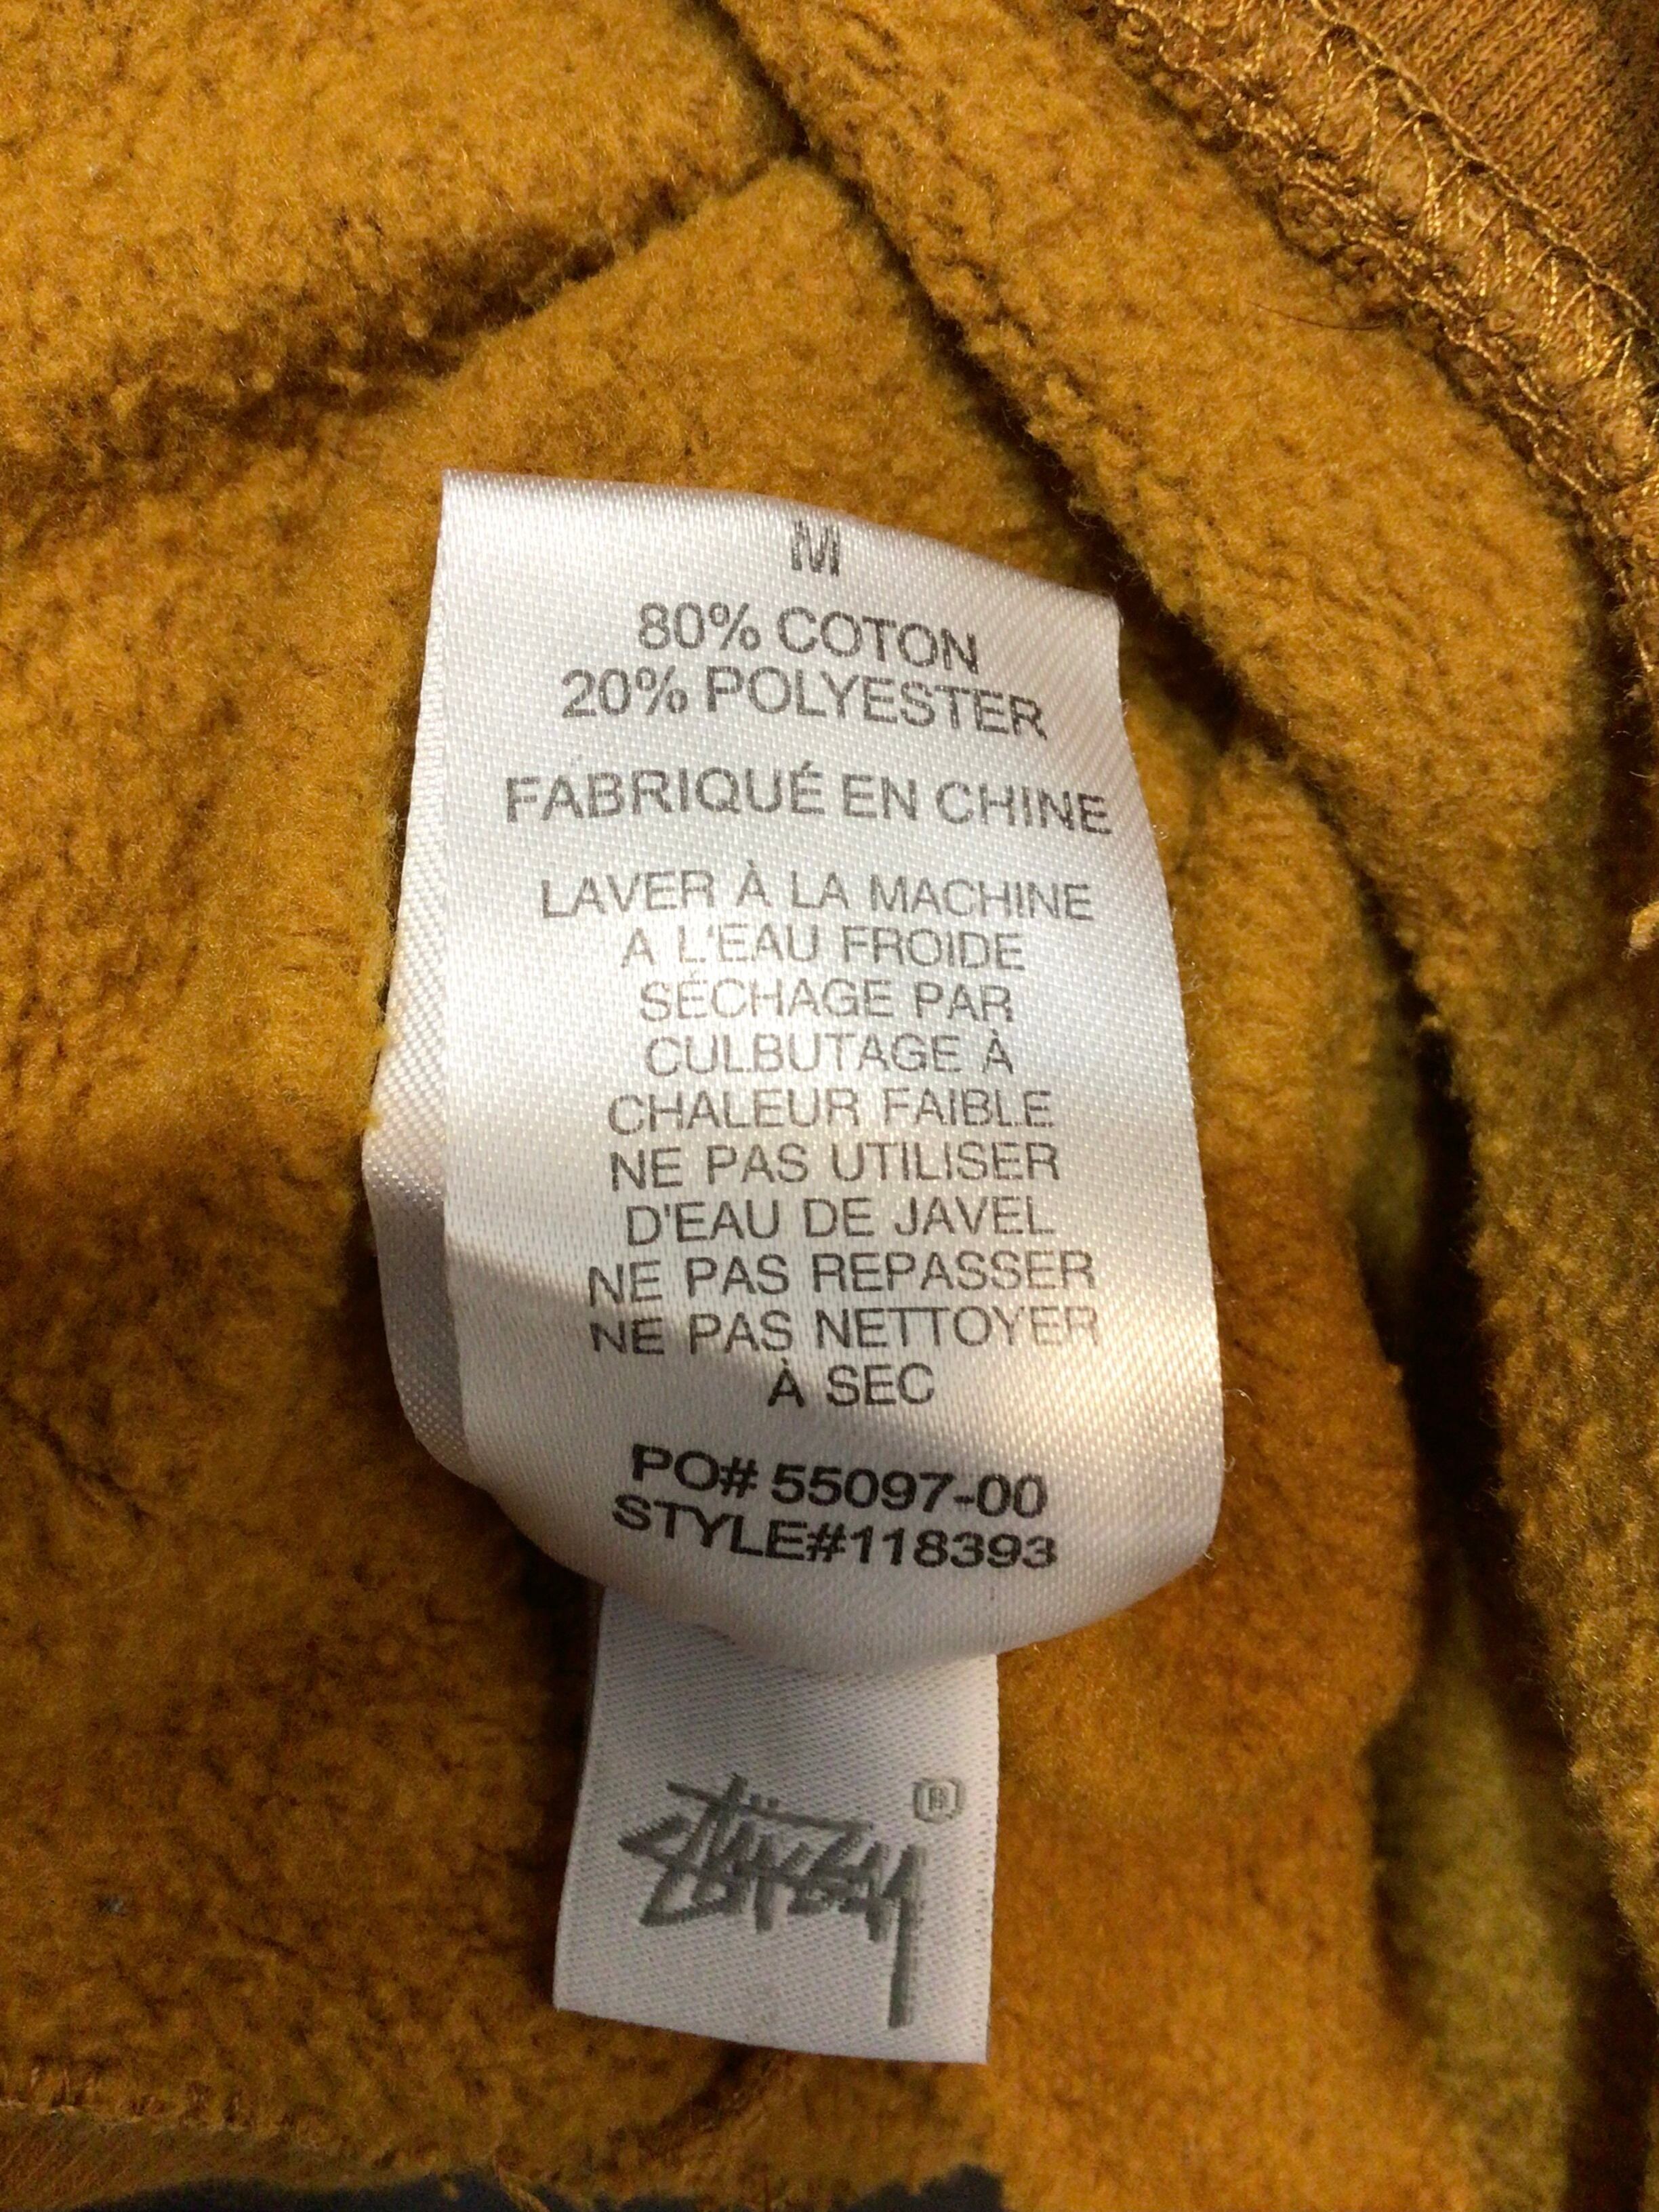 M
80% COTON
20% POLYESTER
FABRIQUÉ EN CHINE
LAVER À LA MACHINE
A L'EAU FROIDE
SÉCHAGE PAR
CULBUTAGE À
CHALEUR FAIBLE
NE PAS UTILISER
D'EAU DE JAVEL
NE PAS REPASSER
NE PAS NETTOYER
À SEC
PO# 55097-00
STYLE#118393
Stüssy ®